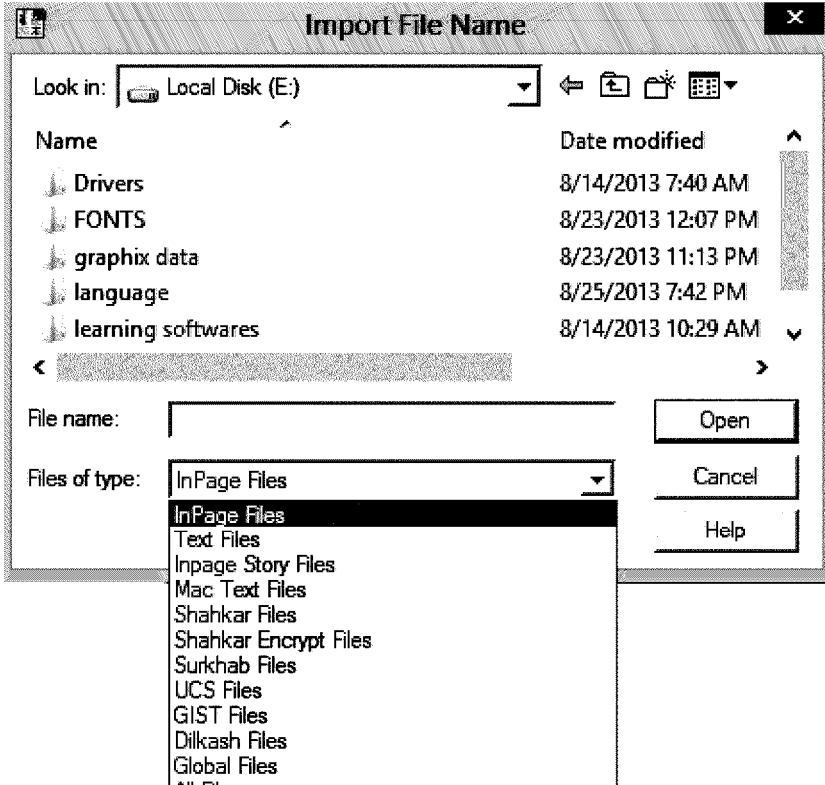 Import File Name
Look in: Local Disk (E:)
Name Date modified
Drivers 8/14/2013 7:40 AM
FONTS 8/23/2013 12:07 PM
graphix data 8/23/2013 11:13 PM
language 8/25/2013 7:42 PM
learning softwares 8/14/2013 10:29 AM
File name: Open
Files of type: InPage Files Cancel
InPage Files
Help
Text Files
Inpage Story Files
Mac Text Files
Shahkar Files
Shahkar Encrypt Files
Surkhab Files
UCS Files
GIST Files
Dilkash Files
Global Files